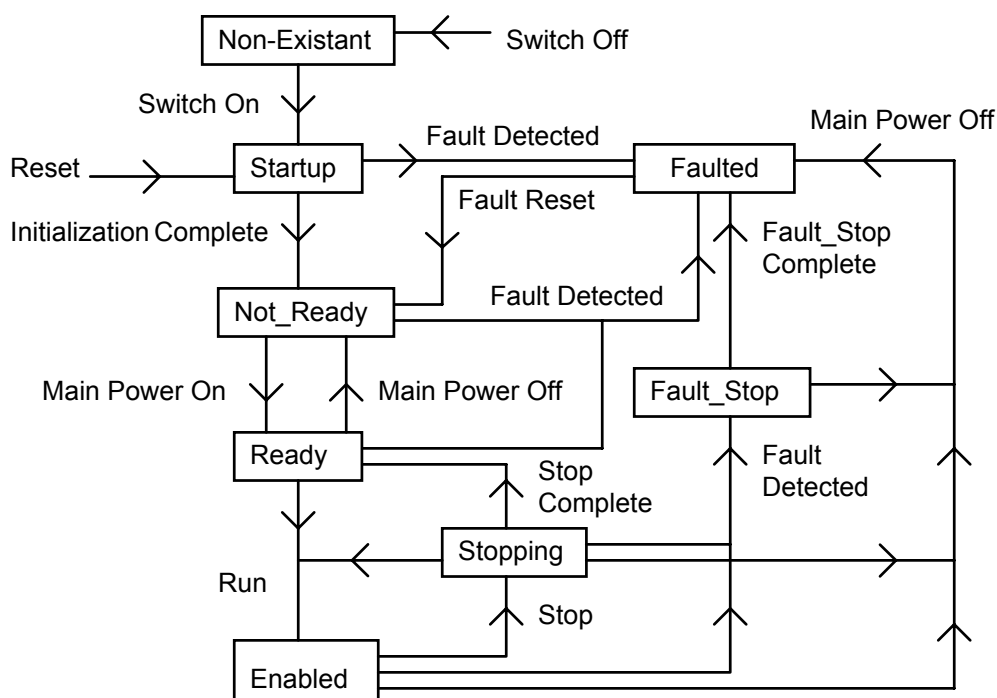 Non-Existant
Switch Off
Switch On
Fault Detected
Main Power Off
Reset
Startup
Faulted
Fault Reset
Initialization Complete
Fault_Stop
Complete
Fault Detected
Not_Ready
Main Power On
Main Power Off
Fault_Stop
Ready
Stop
Complete
Fault
Detected
Stopping
Run
Stop
Enabled